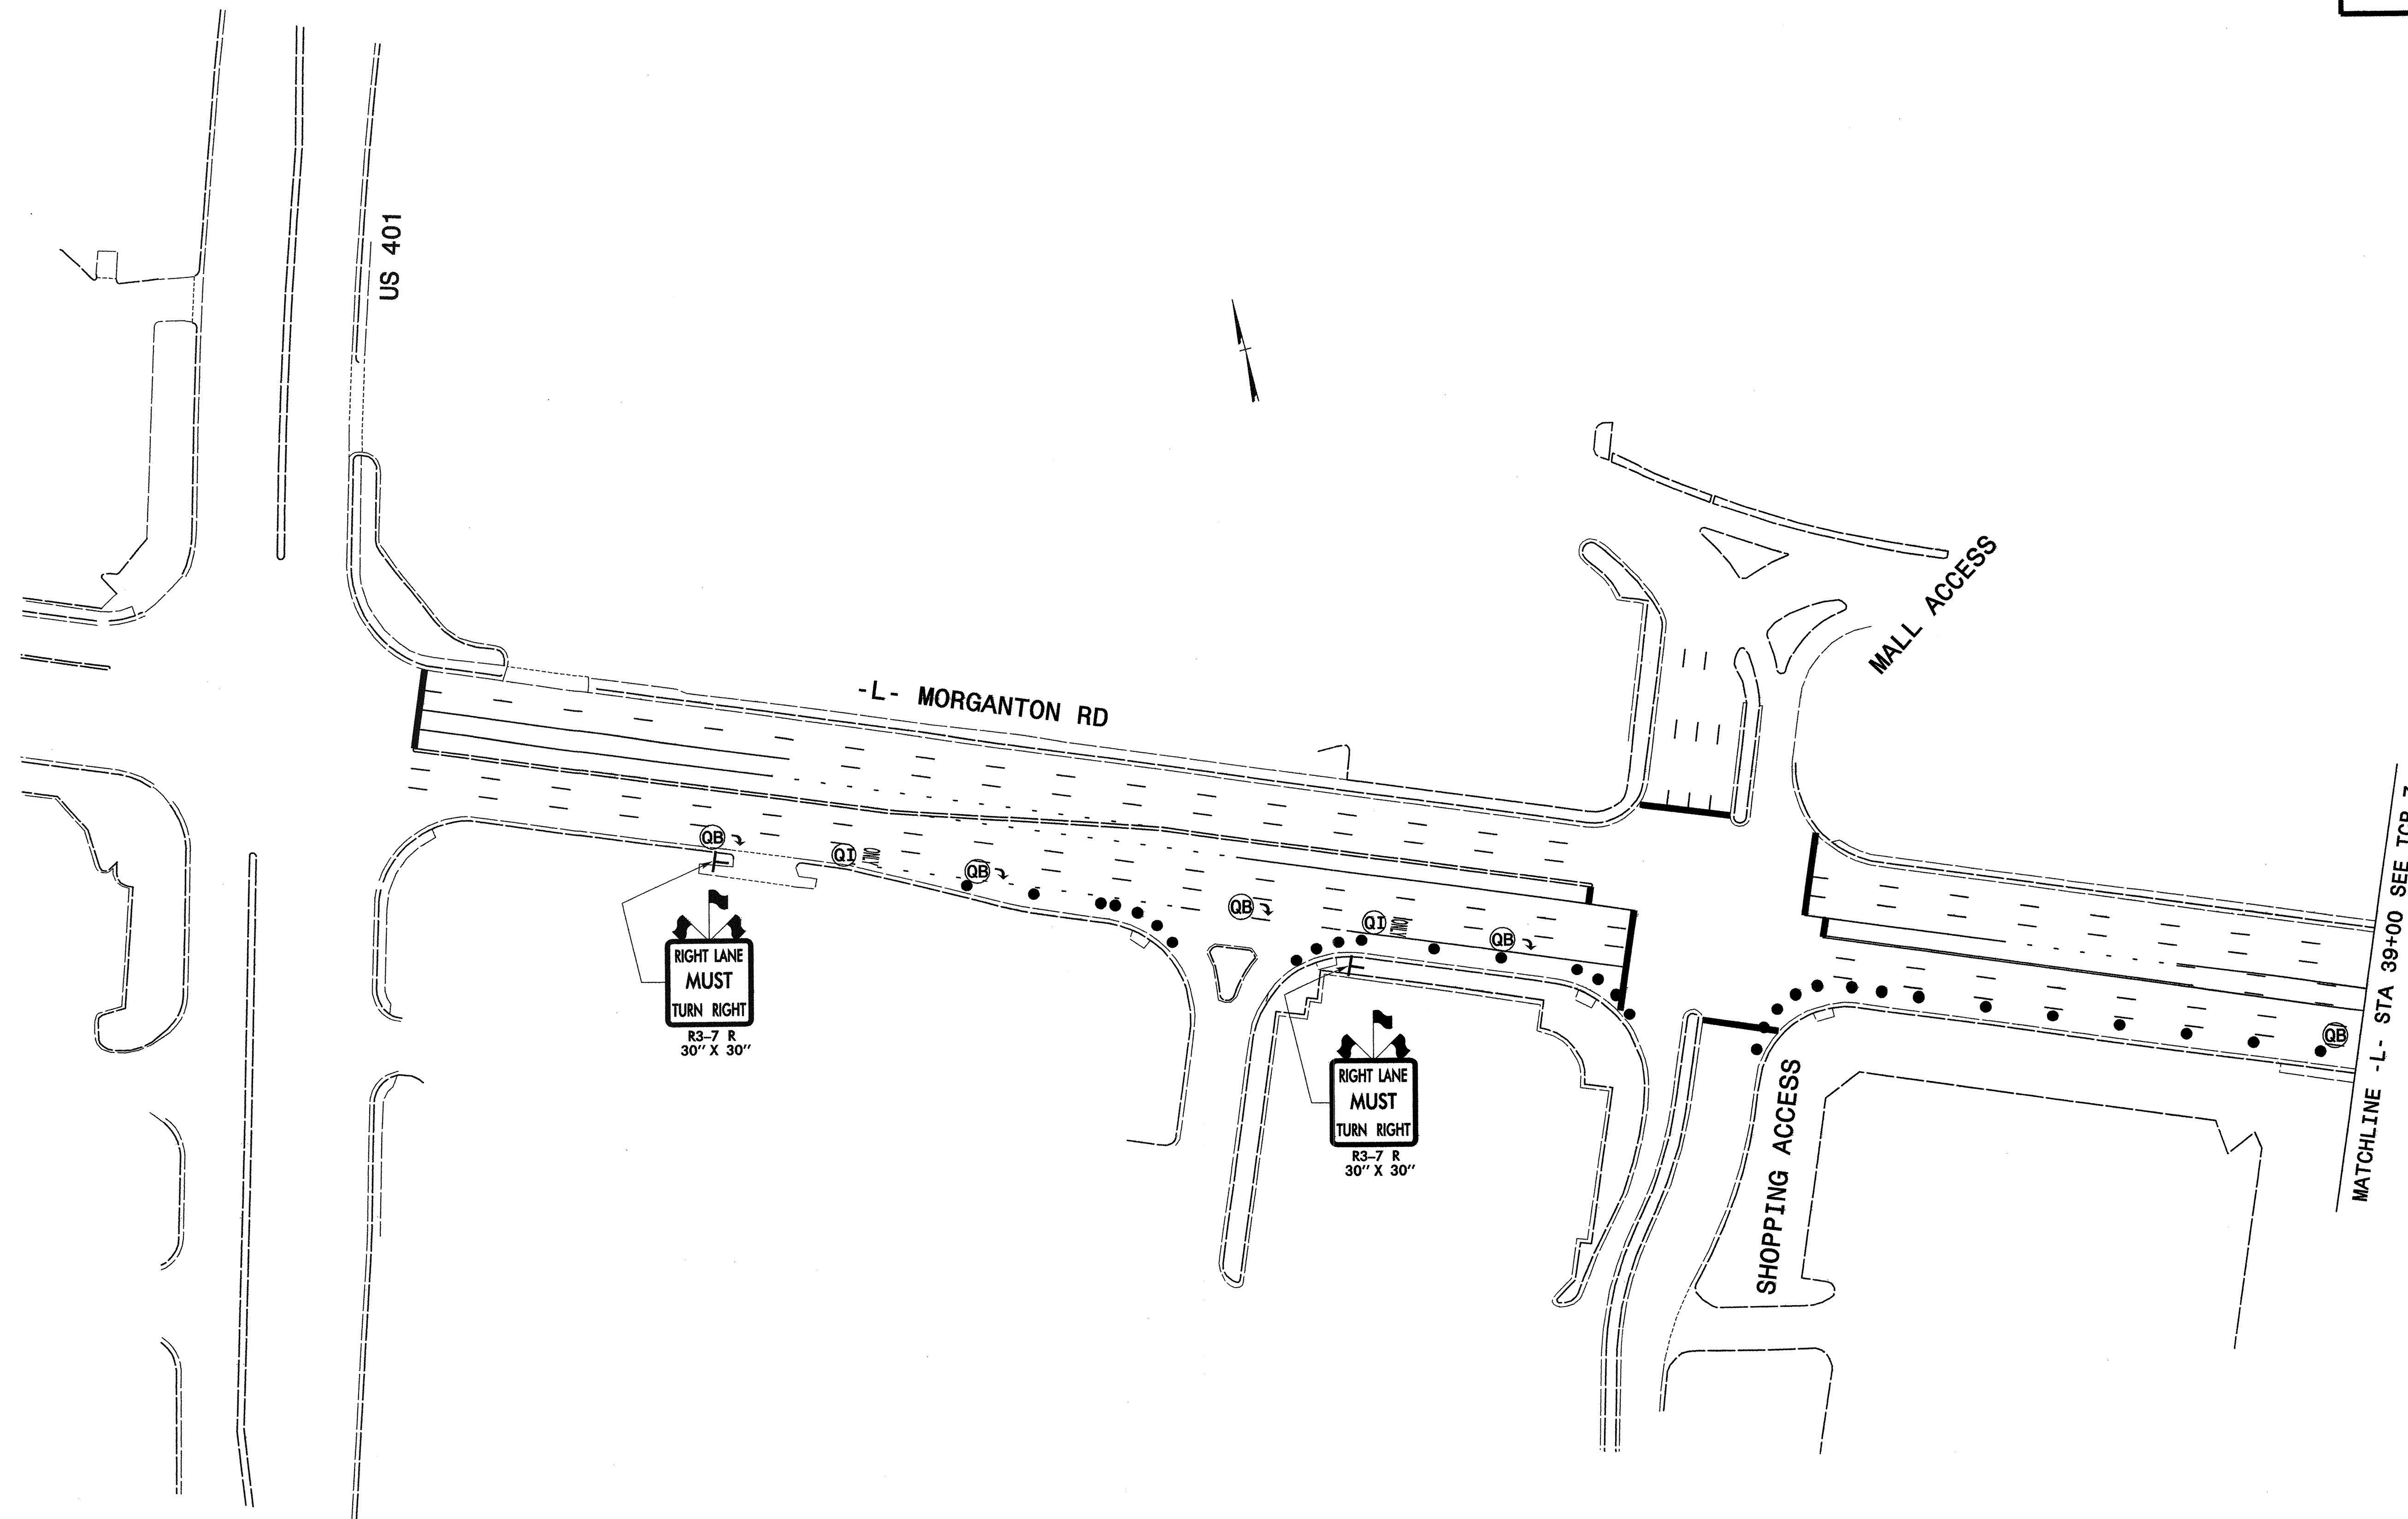 US 401
MALL ACCESS
-L- MORGANTON RD
QB
QI
ONLY
QB
QB
QI
ONLY
QB
QB
RIGHT LANE
MUST
TURN RIGHT
R3-7 R
30" X 30"
RIGHT LANE
MUST
TURN RIGHT
R3-7 R
30" X 30"
SHOPPING ACCESS
MATCHLINE -L- STA 39+00 SEE TCP